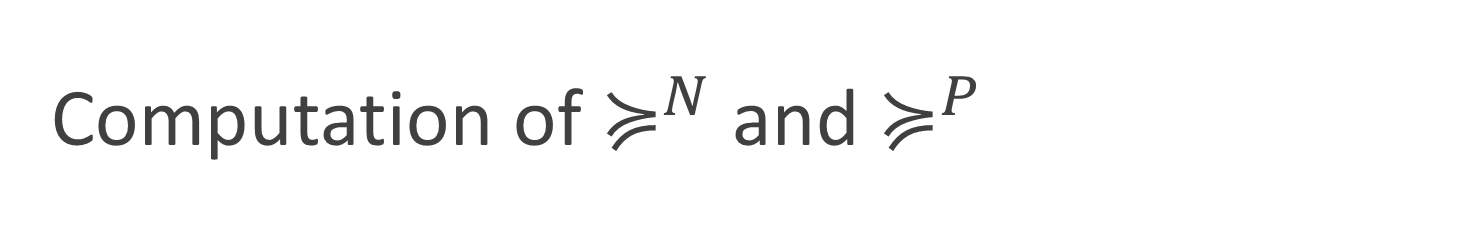 Computation of ≽ᴺ and ≽ᴾ